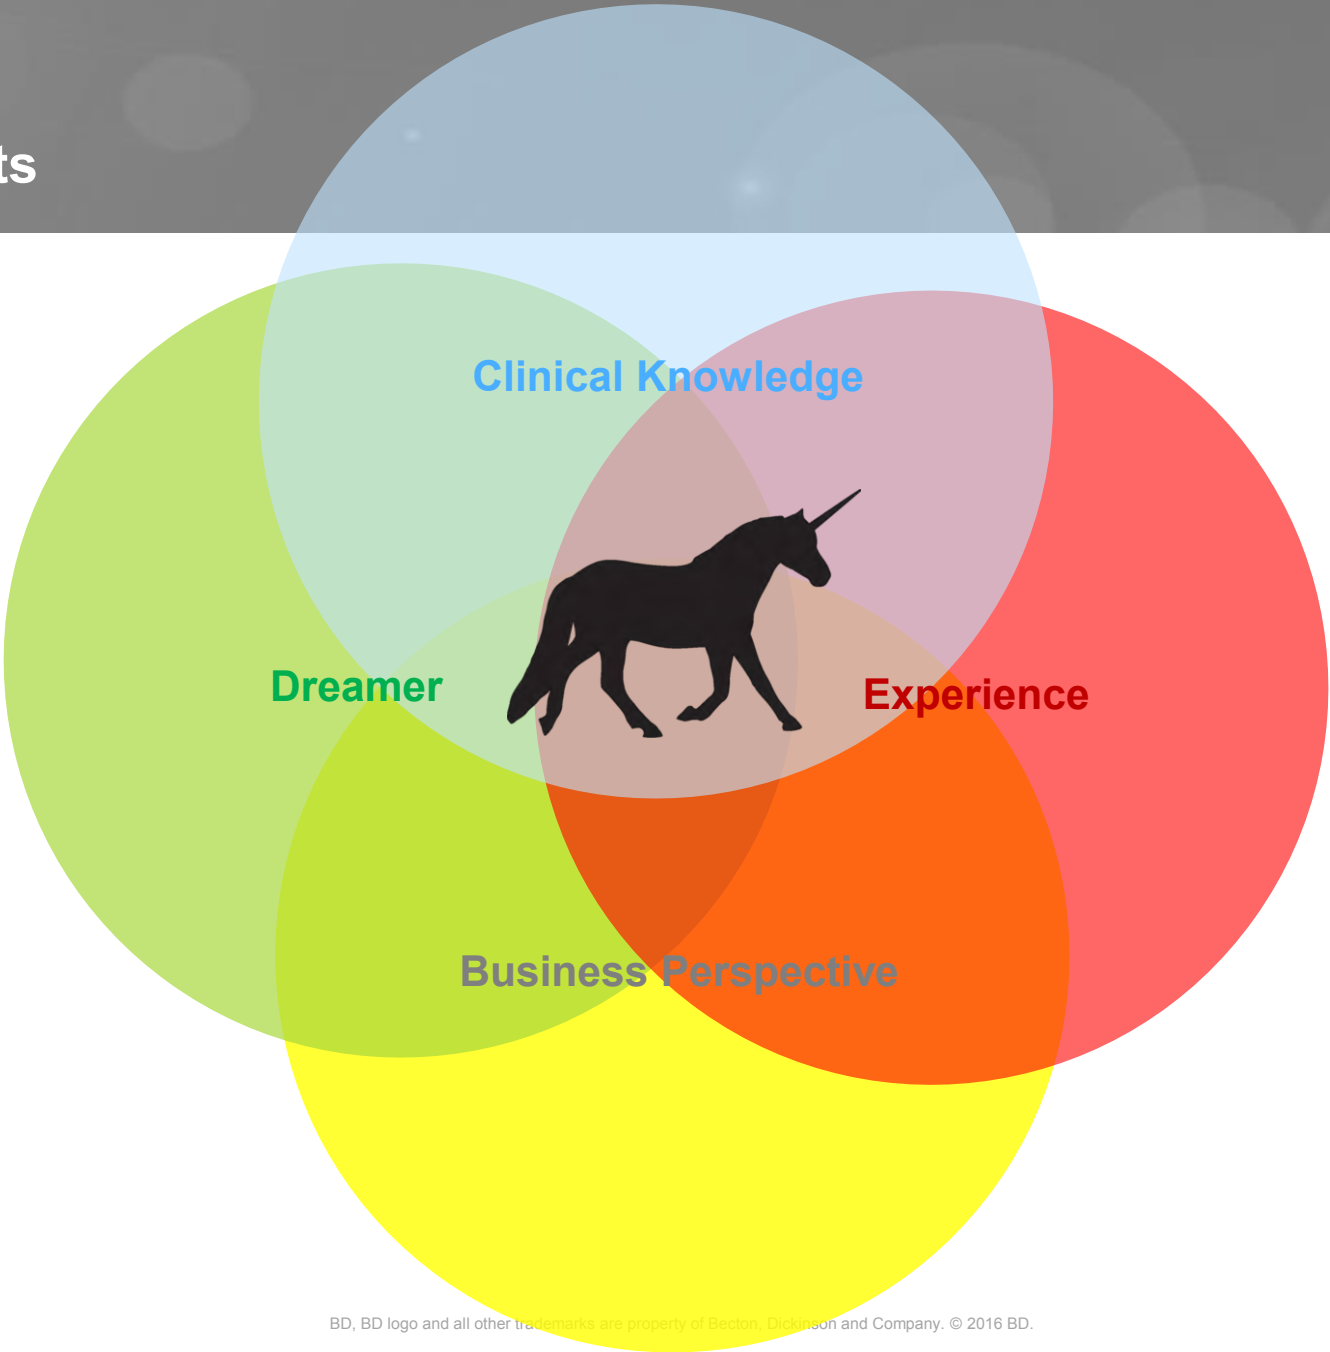 ts
Clinical Knowledge
Dreamer
Experience
Business Perspective
BD, BD logo and all other trademarks are property of Becton, Dickinson and Company. © 2016 BD.